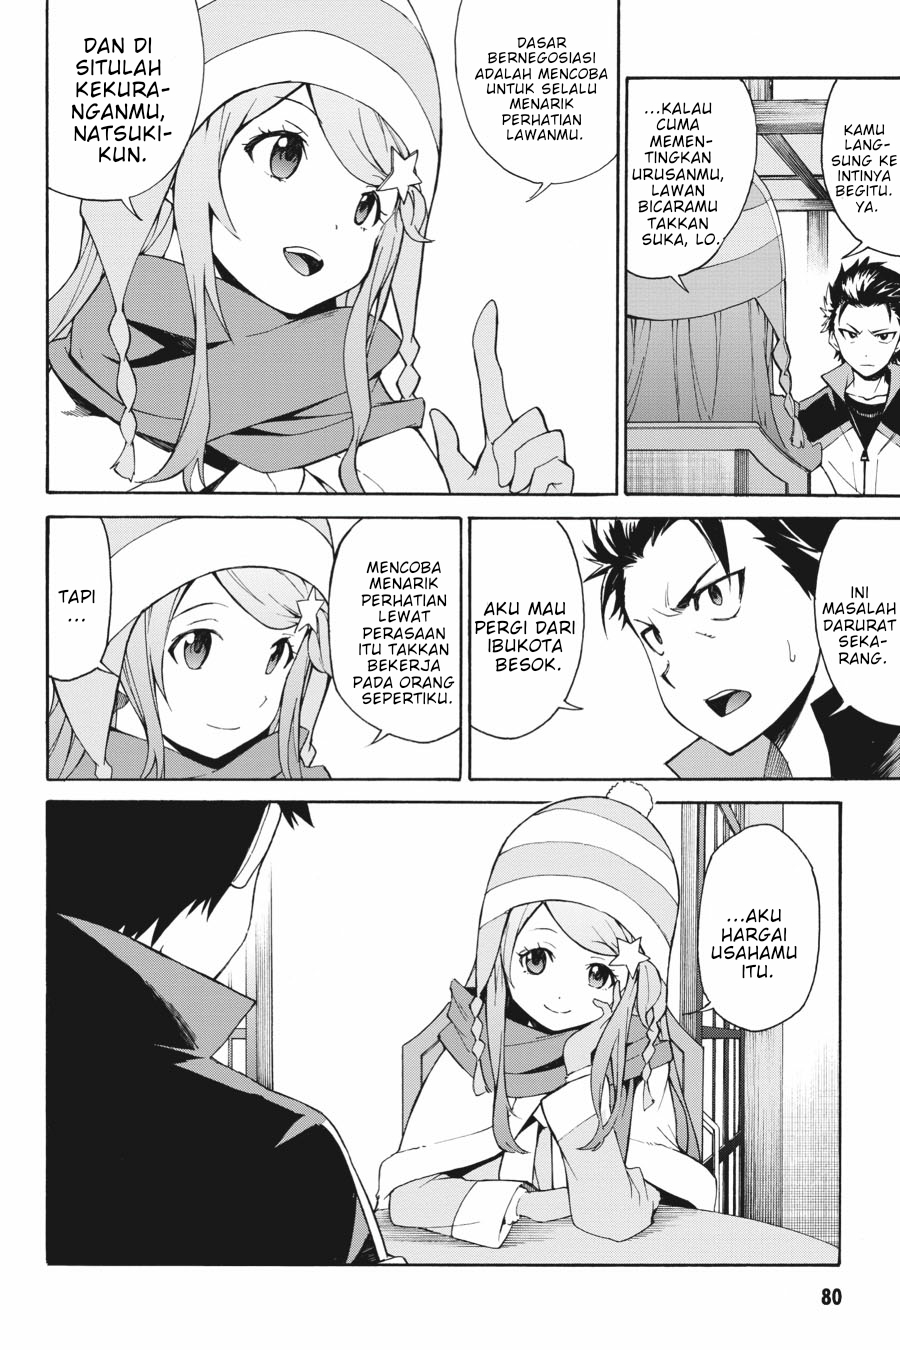 KAMU
LANG-
SUNG KE
INTINYA
BEGITU.
YA.
...KALAU
CUMA
MEMEN-
TINGKAN
URUSANMU,
LAWAN
BICARAMU
TAKKAN
SUKA, LO.
DASAR
BERNEGOSIASI
ADALAH MENCOBA
UNTUK SELALU
MENARIK
PERHATIAN
LAWANMU.
DAN DI
SITULAH
KEKURA-
NGANMU,
NATSUKI-
KUN.
INI
MASALAH
DARURAT
SEKA-
RANG.
AKU MAU
PERGI DARI
IBUKOTA
BESOK.
MENCOBA
MENARIK
PERHATIAN
LEWAT
PERASAAN
ITU TAKKAN
BEKERJA
PADA ORANG
SEPERTIKU.
TAPI
...
...AKU
HARGAI
USAHAMU
ITU.
80